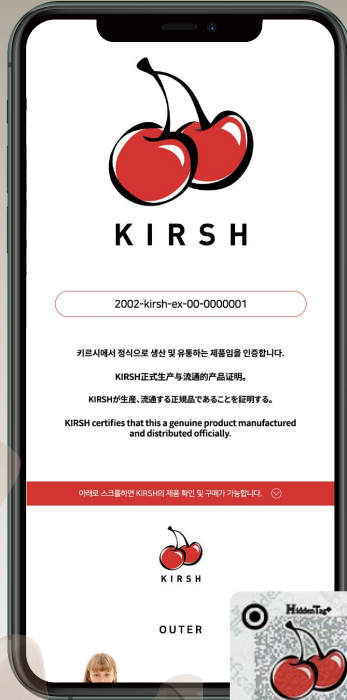 KIRSH
2002-kirsh-ex-00-0000001
키르시에서 정식으로 생산 및 유통하는 제품임을 인증합니다.
KIRSH正式生产与流通的产品证明。
KIRSHが生産、流通する正規品であることを証明する。
KIRSH certifies that this a genuine product manufactured
and distributed officially.
아래로 스크롤하면 KIRSH의 제품 확인 및 구매가 가능합니다.
KIRSH
OUTER
HiddenTag